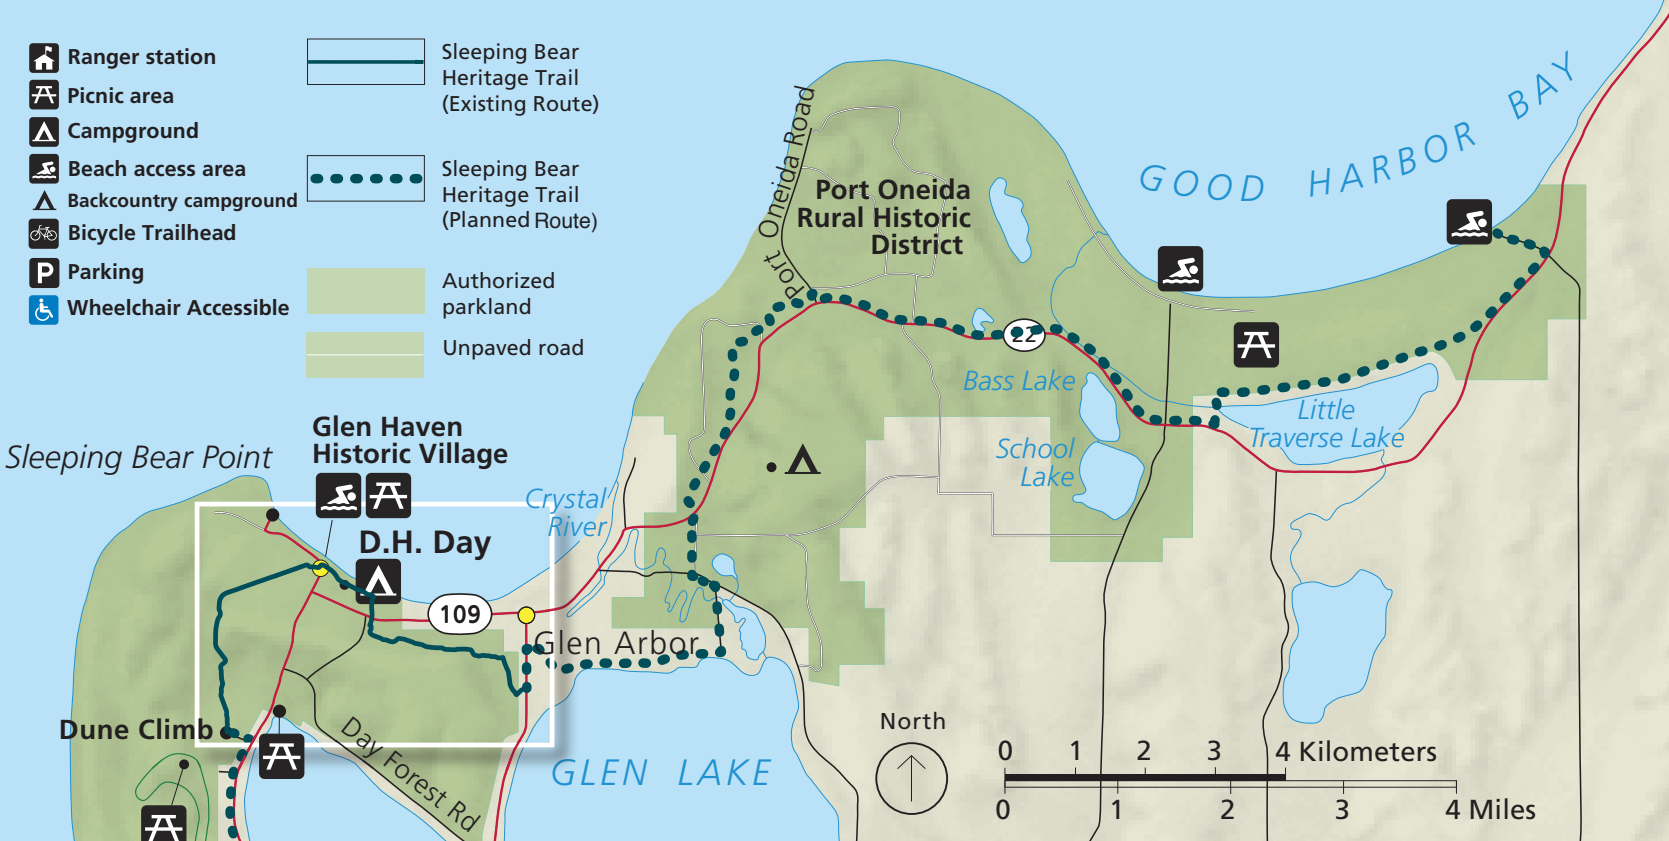 Ranger station
Picnic area
Campground
Beach access area
Backcountry campground
Bicycle Trailhead
P Parking
Wheelchair Accessible
Sleeping Bear
Heritage Trail
(Existing Route)
Sleeping Bear
Heritage Trail
(Planned Route)
Authorized
parkland
Unpaved road
GOOD HARBOR BAY
Port Oneida Road
Port Oneida
Rural Historic
District
22
Bass Lake
School
Lake
Little
Traverse Lake
Glen Haven
Historic Village
Sleeping Bear Point
Crystal
River
D.H. Day
109
Glen Arbor
Dune Climb
Day Forest Rd
GLEN LAKE
North
0 1 2 3 4 Kilometers
0 1 2 3 4 Miles